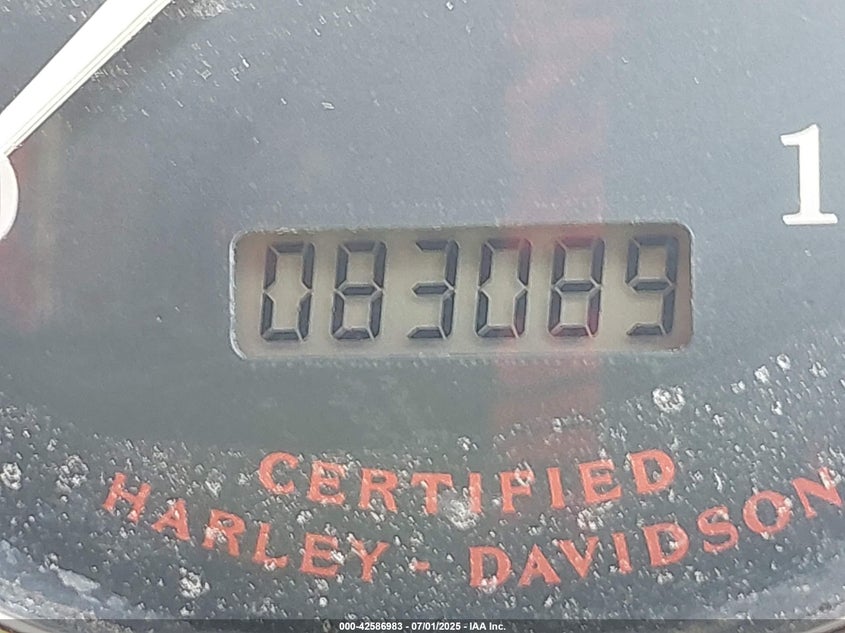 1
083089
CERTIFIED
HARLEY - DAVIDSON
000-42586983 - 07/01/2025 - IAA Inc.